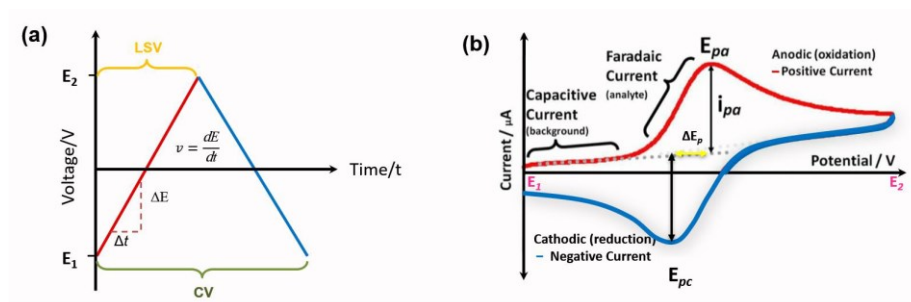 (a)
LSV
E2
Voltage/V
v = dE/dt
Time/t
ΔE
Δt
E1
CV
(b)
Epa
Anodic (oxidation)
Positive Current
Faradaic
Current
(analyte)
Capacitive
Current
(background)
ipa
ΔEp
Current / µA
Potential / V
E1
E2
Cathodic (reduction)
Negative Current
Epc